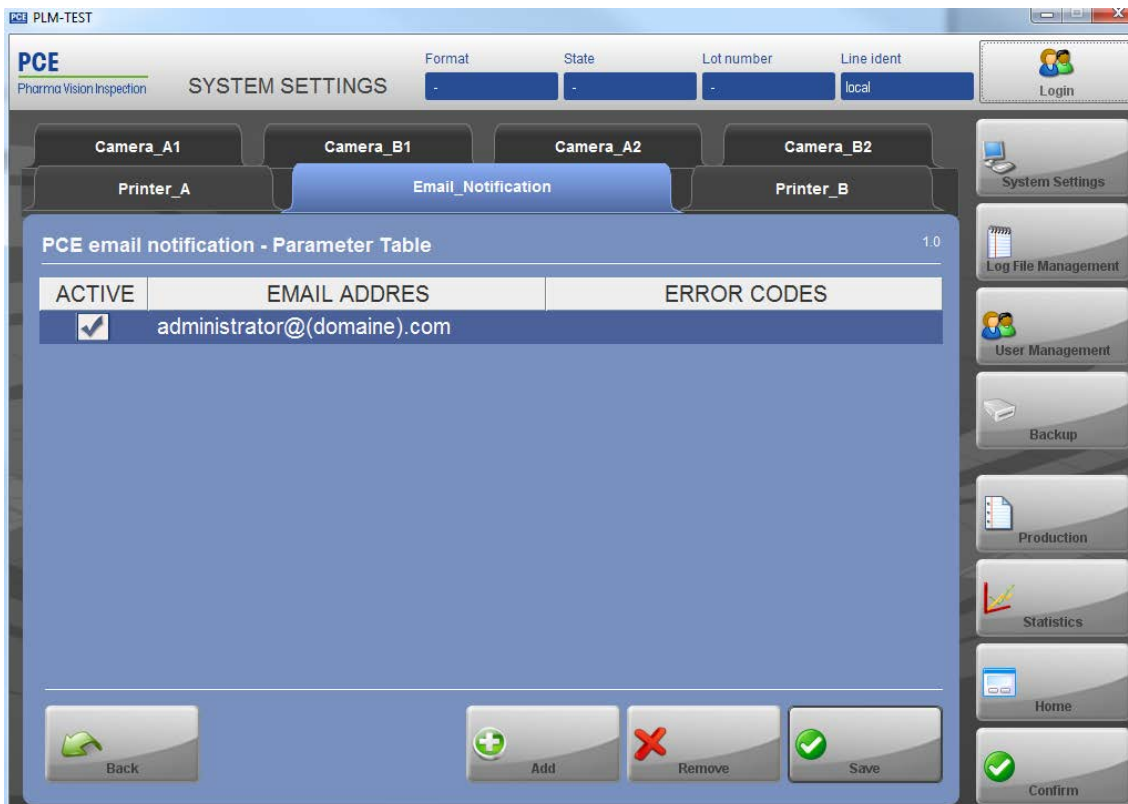 PCE PLM-TEST
PCE
Pharma Vision Inspection
SYSTEM SETTINGS
Format State Lot number Line ident
- - - local
Login
Camera_A1 Camera_B1 Camera_A2 Camera_B2
Printer_A Email_Notification Printer_B
System Settings
PCE email notification - Parameter Table 1.0
Log File Management
ACTIVE EMAIL ADDRES ERROR CODES
administrator@(domaine).com
User Management
Backup
Production
Statistics
Home
Back Add Remove Save
Confirm